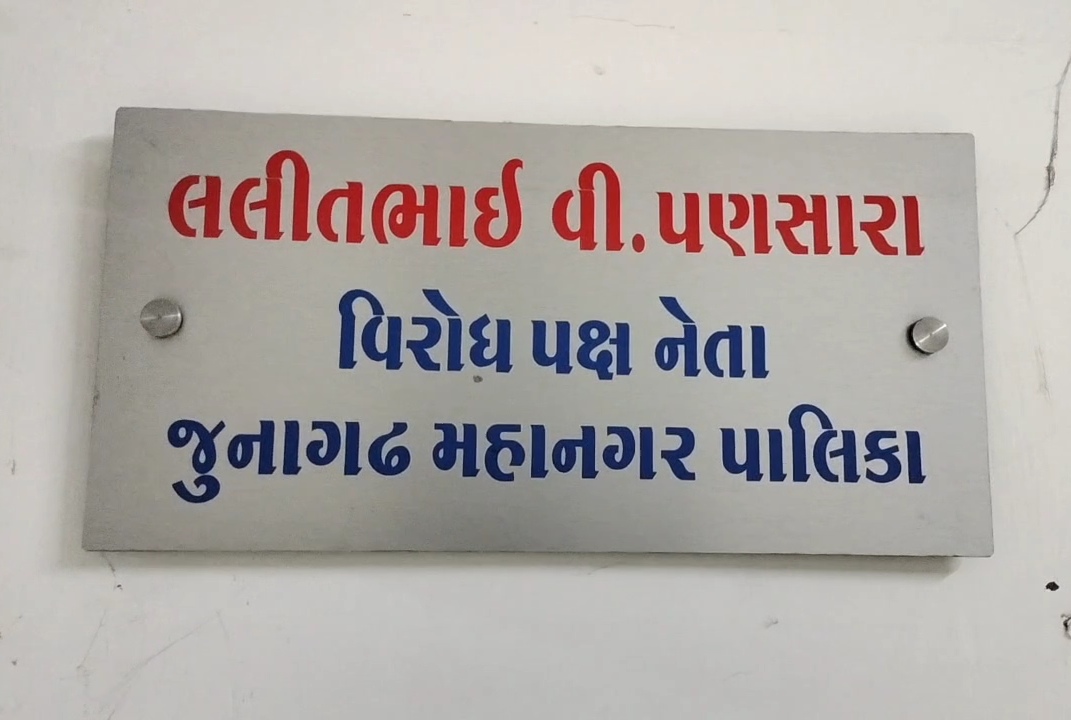 લલીતભાઈ વી.પણસારા
વિરોધ પક્ષ નેતા
જુનાગઢ મહાનગર પાલિકા